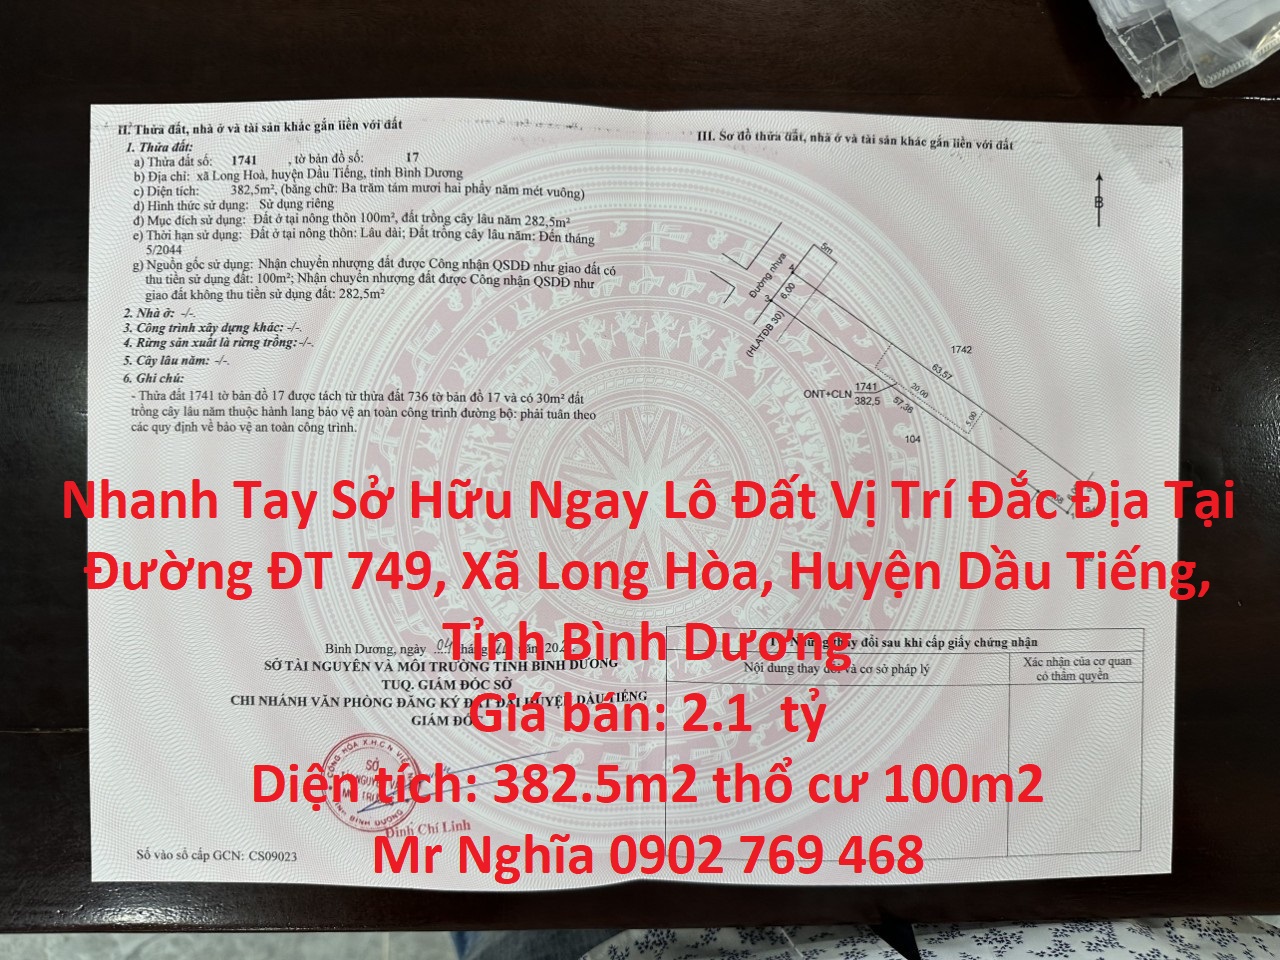 II. Thửa đất, nhà ở và tài sản khác gắn liền với đất
1. Thửa đất:
a) Thửa đất số: 1741 , tờ bản đồ số: 17
b) Địa chỉ: xã Long Hoà, huyện Dầu Tiếng, tỉnh Bình Dương
c) Diện tích: 382,5m², (bằng chữ: Ba trăm tám mươi hai phẩy năm mét vuông)
d) Hình thức sử dụng: Sử dụng riêng
đ) Mục đích sử dụng: Đất ở tại nông thôn 100m², đất trồng cây lâu năm 282,5m²
e) Thời hạn sử dụng: Đất ở tại nông thôn: Lâu dài; Đất trồng cây lâu năm: Đến tháng
5/2044
g) Nguồn gốc sử dụng: Nhận chuyển nhượng đất được Công nhận QSDĐ như giao đất có
thu tiền sử dụng đất: 100m²; Nhận chuyển nhượng đất được Công nhận QSDĐ như
giao đất không thu tiền sử dụng đất: 282,5m²
2. Nhà ở: -/-.
3. Công trình xây dựng khác: -/-.
4. Rừng sản xuất là rừng trồng: -/-.
5. Cây lâu năm: -/-.
6. Ghi chú:
- Thửa đất 1741 tờ bản đồ 17 được tách từ thửa đất 736 tờ bản đồ 17 và có 30m² đất
trồng cây lâu năm thuộc hành lang bảo vệ an toàn công trình đường bộ: phải tuân theo
các quy định về bảo vệ an toàn công trình.
III. Sơ đồ thửa đất, nhà ở và tài sản khác gắn liền với đất
B
5m
Đường nhựa
4
6.00
3
(HLATĐB 30)
1742
63.57
20.00
5.00
ONT+CLN 1741
382,5
57.36
104
1
Nhanh Tay Sở Hữu Ngay Lô Đất Vị Trí Đắc Địa Tại
Đường ĐT 749, Xã Long Hòa, Huyện Dầu Tiếng,
Tỉnh Bình Dương
Giá bán: 2.1 tỷ
Diện tích: 382.5m2 thổ cư 100m2
Mr Nghĩa 0902 769 468
Bình Dương, ngày 04 tháng năm
SỞ TÀI NGUYÊN VÀ MÔI TRƯỜNG TỈNH BÌNH DƯƠNG
TUQ. GIÁM ĐỐC SỞ
CHI NHÁNH VĂN PHÒNG ĐĂNG KÝ ĐẤT ĐAI HUYỆN DẦU TIẾNG
GIÁM ĐỐC
SỞ
Đinh Chí Linh
Số vào sổ cấp GCN: CS09023
Những thay đổi sau khi cấp giấy chứng nhận
Nội dung thay đổi và cơ sở pháp lý
Xác nhận của cơ quan
có thẩm quyền